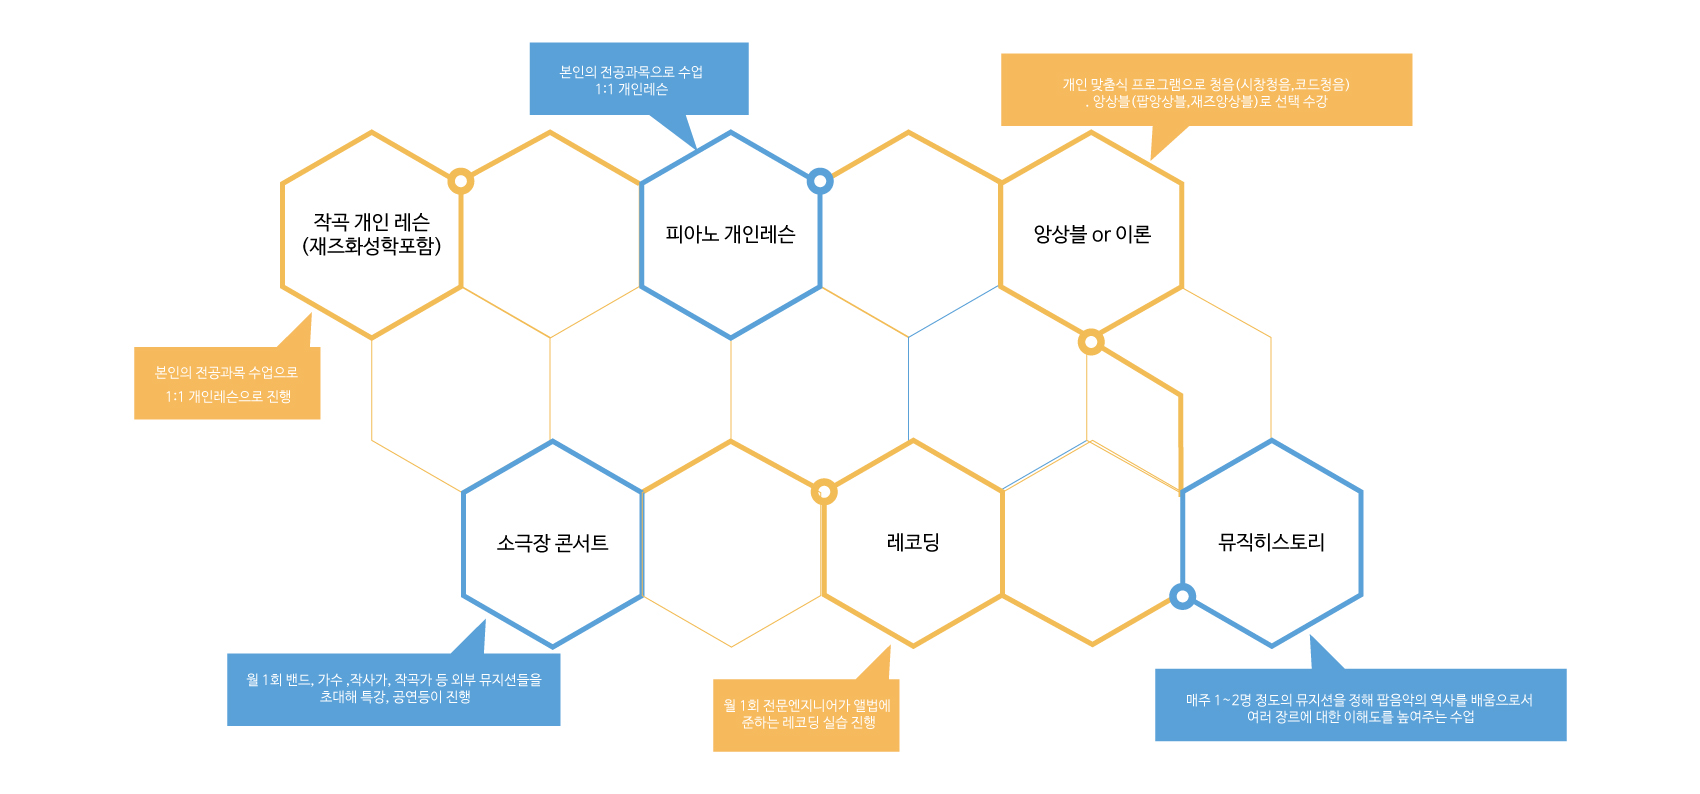 본인의 전공과목으로 수업
1:1 개인레슨
개인 맞춤식 프로그램으로 청음(시창청음,코드청음)
. 앙상블(팝앙상블,재즈앙상블)로 선택 수강
작곡 개인 레슨
(재즈화성학포함)
피아노 개인레슨
앙상블 or 이론
본인의 전공과목 수업으로
1:1 개인레슨으로 진행
소극장 콘서트
레코딩
뮤직히스토리
월 1회 밴드, 가수 ,작사가, 작곡가 등 외부 뮤지션들을
초대해 특강, 공연등이 진행
월 1회 전문엔지니어가 앨범에
준하는 레코딩 실습 진행
매주 1~2명 정도의 뮤지션을 정해 팝음악의 역사를 배움으로서
여러 장르에 대한 이해도를 높여주는 수업